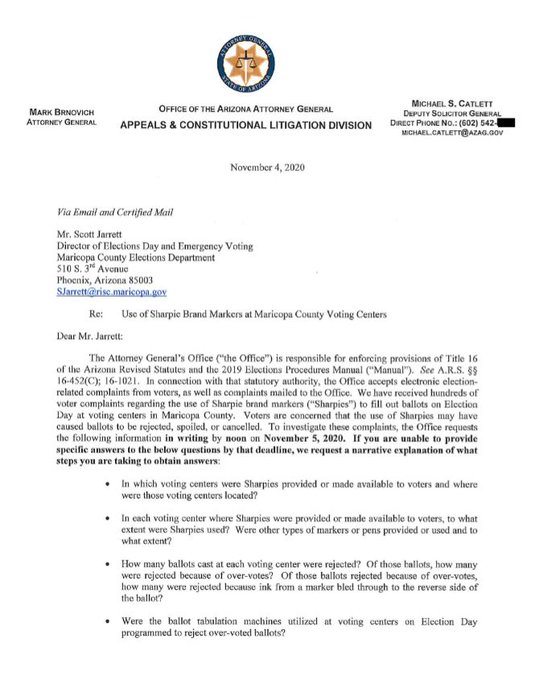 ATTORNEY GENERAL
STATE OF ARIZONA
MARK BRNOVICH
ATTORNEY GENERAL
OFFICE OF THE ARIZONA ATTORNEY GENERAL
APPEALS & CONSTITUTIONAL LITIGATION DIVISION
MICHAEL S. CATLETT
DEPUTY SOLICITOR GENERAL
DIRECT PHONE NO.: (602) 542-
MICHAEL.CATLETT@AZAG.GOV
November 4, 2020
Via Email and Certified Mail
Mr. Scott Jarrett
Director of Elections Day and Emergency Voting
Maricopa County Elections Department
510 S. 3rd Avenue
Phoenix, Arizona 85003
SJarrett@risc.maricopa.gov
Re: Use of Sharpie Brand Markers at Maricopa County Voting Centers
Dear Mr. Jarrett:
The Attorney General's Office ("the Office") is responsible for enforcing provisions of Title 16
of the Arizona Revised Statutes and the 2019 Elections Procedures Manual ("Manual"). See A.R.S. §§
16-452(C); 16-1021. In connection with that statutory authority, the Office accepts electronic election-
related complaints from voters, as well as complaints mailed to the Office. We have received hundreds of
voter complaints regarding the use of Sharpie brand markers ("Sharpies") to fill out ballots on Election
Day at voting centers in Maricopa County. Voters are concerned that the use of Sharpies may have
caused ballots to be rejected, spoiled, or cancelled. To investigate these complaints, the Office requests
the following information in writing by noon on November 5, 2020. If you are unable to provide
specific answers to the below questions by that deadline, we request a narrative explanation of what
steps you are taking to obtain answers:
• In which voting centers were Sharpies provided or made available to voters and where
were those voting centers located?
• In each voting center where Sharpies were provided or made available to voters, to what
extent were Sharpies used? Were other types of markers or pens provided or used and to
what extent?
• How many ballots cast at each voting center were rejected? Of those ballots, how many
were rejected because of over-votes? Of those ballots rejected because of over-votes,
how many were rejected because ink from a marker bled through to the reverse side of
the ballot?
• Were the ballot tabulation machines utilized at voting centers on Election Day
programmed to reject over-voted ballots?